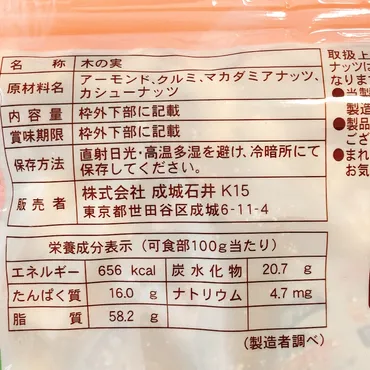 名 称 木の実
原材料名 アーモンド、クルミ、マカダミアナッツ、
カシューナッツ
内 容 量 枠外下部に記載
賞味期限 枠外下部に記載
保存方法 直射日光・高温多湿を避け、冷暗所にて
保存してください。
販 売 者 株式会社 成城石井 K15
東京都世田谷区成城6-11-4
栄養成分表示（可食部100g当たり）
エネルギー 656 kcal 炭水化物 20.7 g
たんぱく質 16.0 g ナトリウム 4.7 mg
脂 質 58.2 g
（製造者調べ）
取扱上
ナッツは
なります
製造
●製品
ござ
●まれ
お気